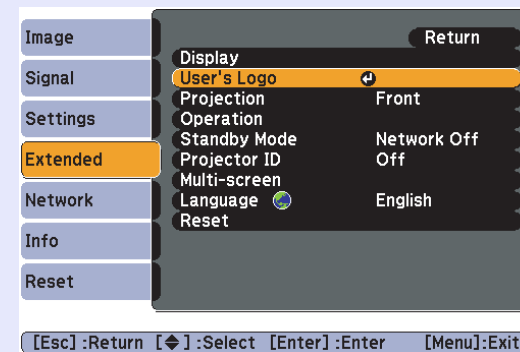 Image
Signal
Settings
Extended
Network
Info
Reset
Return
Display
User's Logo
Projection Front
Operation
Standby Mode Network Off
Projector ID Off
Multi-screen
Language English
Reset
[Esc] :Return [◆] :Select [Enter] :Enter [Menu]:Exit